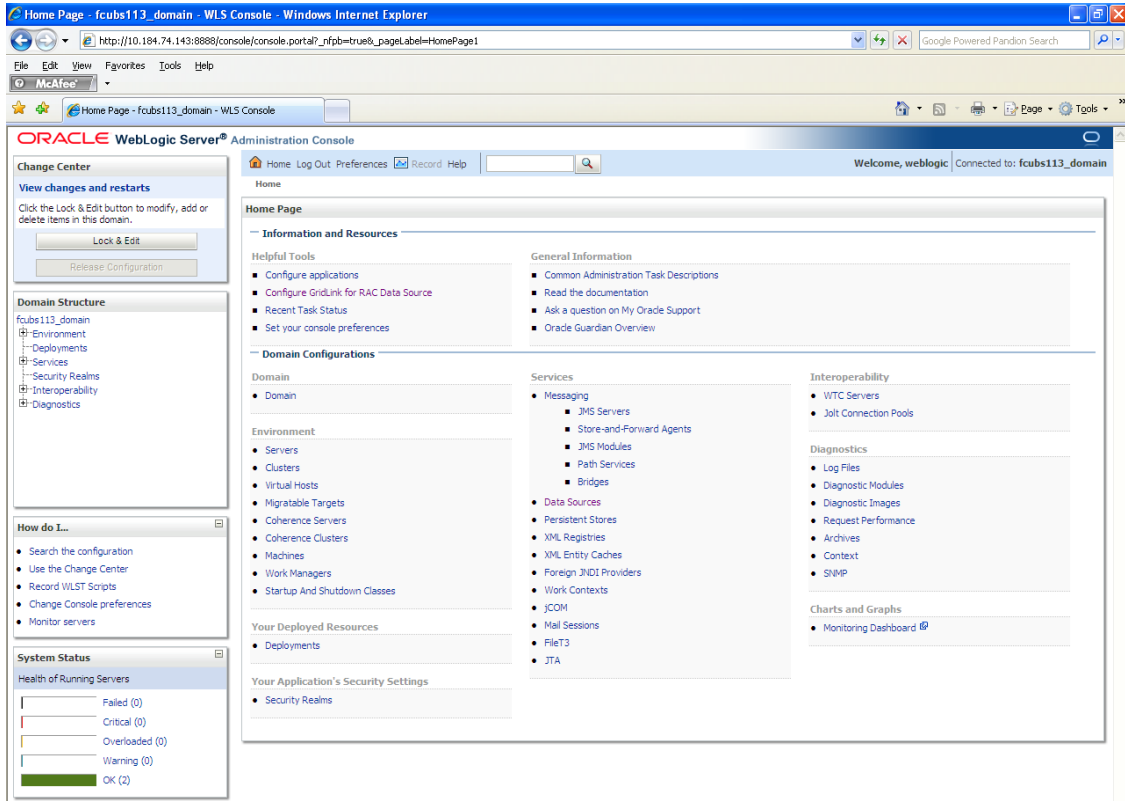 Home Page - fcubs113_domain - WLS Console - Windows Internet Explorer
http://10.184.74.143:8888/console/console.portal?_nfpb=true&_pageLabel=HomePage1
Google Powered Pandion Search
File Edit View Favorites Tools Help
McAfee
Home Page - fcubs113_domain - WLS Console
Page Tools
ORACLE WebLogic Server® Administration Console
Change Center
View changes and restarts
Click the Lock & Edit button to modify, add or
delete items in this domain.
Lock & Edit
Release Configuration
Domain Structure
fcubs113_domain
Environment
Deployments
Services
Security Realms
Interoperability
Diagnostics
How do I...
Search the configuration
Use the Change Center
Record WLST Scripts
Change Console preferences
Monitor servers
System Status
Health of Running Servers
Failed (0)
Critical (0)
Overloaded (0)
Warning (0)
OK (2)
Home Log Out Preferences Record Help
Welcome, weblogic Connected to: fcubs113_domain
Home
Home Page
Information and Resources
Helpful Tools
Configure applications
Configure GridLink for RAC Data Source
Recent Task Status
Set your console preferences
General Information
Common Administration Task Descriptions
Read the documentation
Ask a question on My Oracle Support
Oracle Guardian Overview
Domain Configurations
Domain
Domain
Environment
Servers
Clusters
Virtual Hosts
Migratable Targets
Coherence Servers
Coherence Clusters
Machines
Work Managers
Startup And Shutdown Classes
Your Deployed Resources
Deployments
Your Application's Security Settings
Security Realms
Services
Messaging
JMS Servers
Store-and-Forward Agents
JMS Modules
Path Services
Bridges
Data Sources
Persistent Stores
XML Registries
XML Entity Caches
Foreign JNDI Providers
Work Contexts
jCOM
Mail Sessions
FileT3
JTA
Interoperability
WTC Servers
Jolt Connection Pools
Diagnostics
Log Files
Diagnostic Modules
Diagnostic Images
Request Performance
Archives
Context
SNMP
Charts and Graphs
Monitoring Dashboard